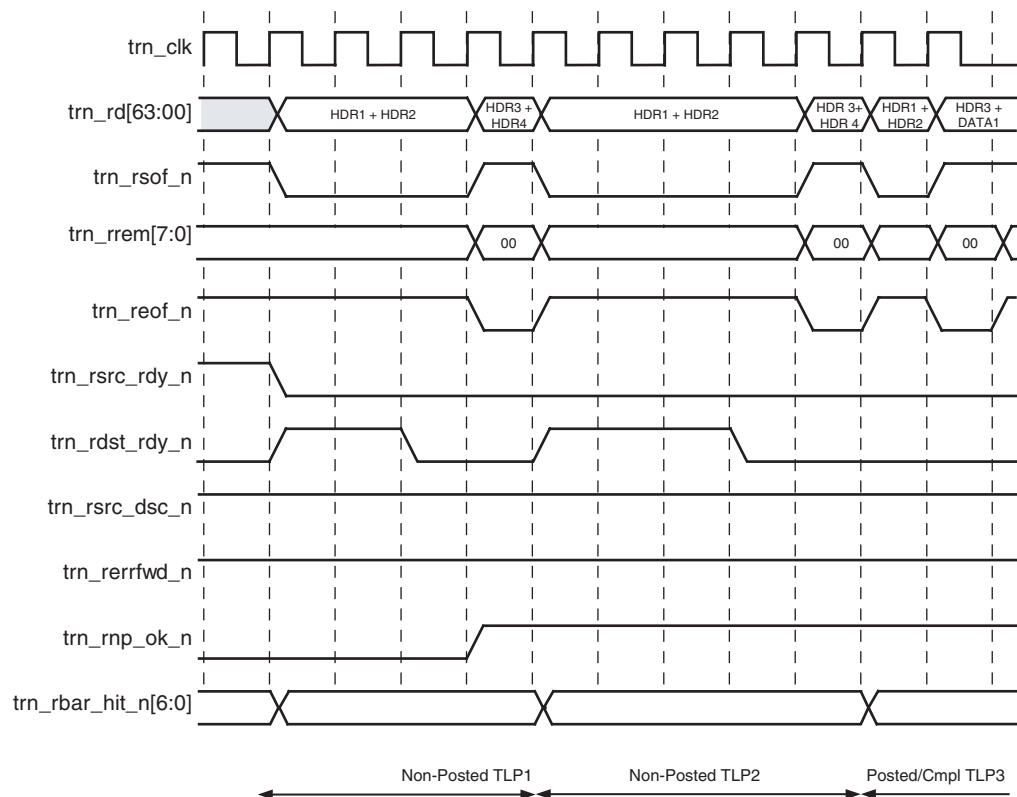 trn_clk
trn_rd[63:00]
HDR1 + HDR2
HDR3 +
HDR4
HDR1 + HDR2
HDR 3+
HDR 4
HDR1 +
HDR2
HDR3 +
DATA1
trn_rsof_n
trn_rrem[7:0]
00
00
00
trn_reof_n
trn_rsrc_rdy_n
trn_rdst_rdy_n
trn_rsrc_dsc_n
trn_rerrfwd_n
trn_rnp_ok_n
trn_rbar_hit_n[6:0]
Non-Posted TLP1
Non-Posted TLP2
Posted/Cmpl TLP3